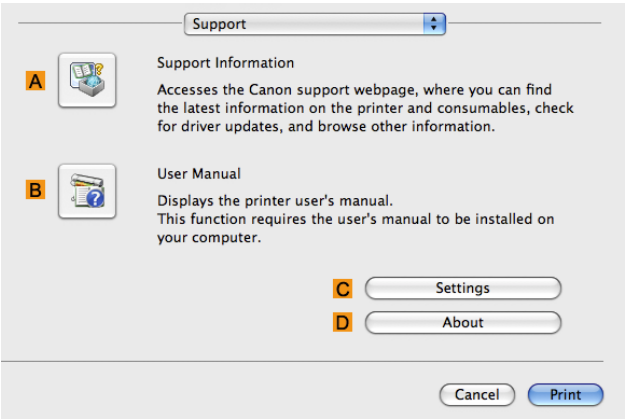 Support
A
Support Information
Accesses the Canon support webpage, where you can find
the latest information on the printer and consumables, check
for driver updates, and browse other information.
B
User Manual
Displays the printer user's manual.
This function requires the user's manual to be installed on
your computer.
C Settings
D About
Cancel Print